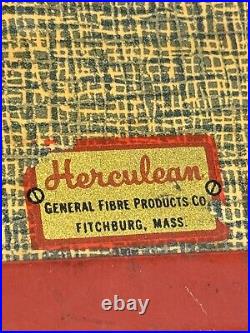 Herculean
GENERAL FIBRE PRODUCTS CO.
FITCHBURG, MASS.